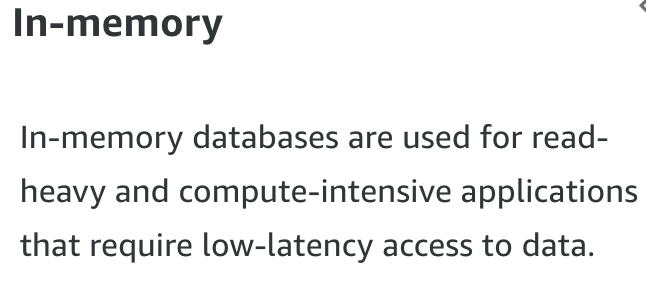 In-memory
In-memory databases are used for read-
heavy and compute-intensive applications
that require low-latency access to data.